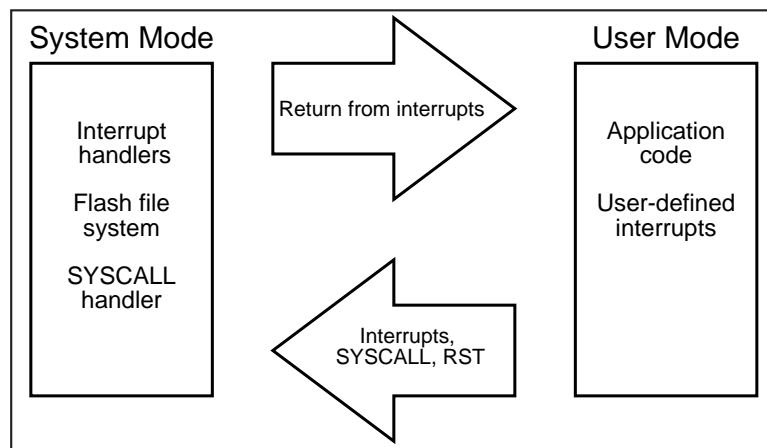 System Mode
Interrupt
handlers
Flash file
system
SYSCALL
handler
Return from interrupts
Interrupts,
SYSCALL, RST
User Mode
Application
code
User-defined
interrupts